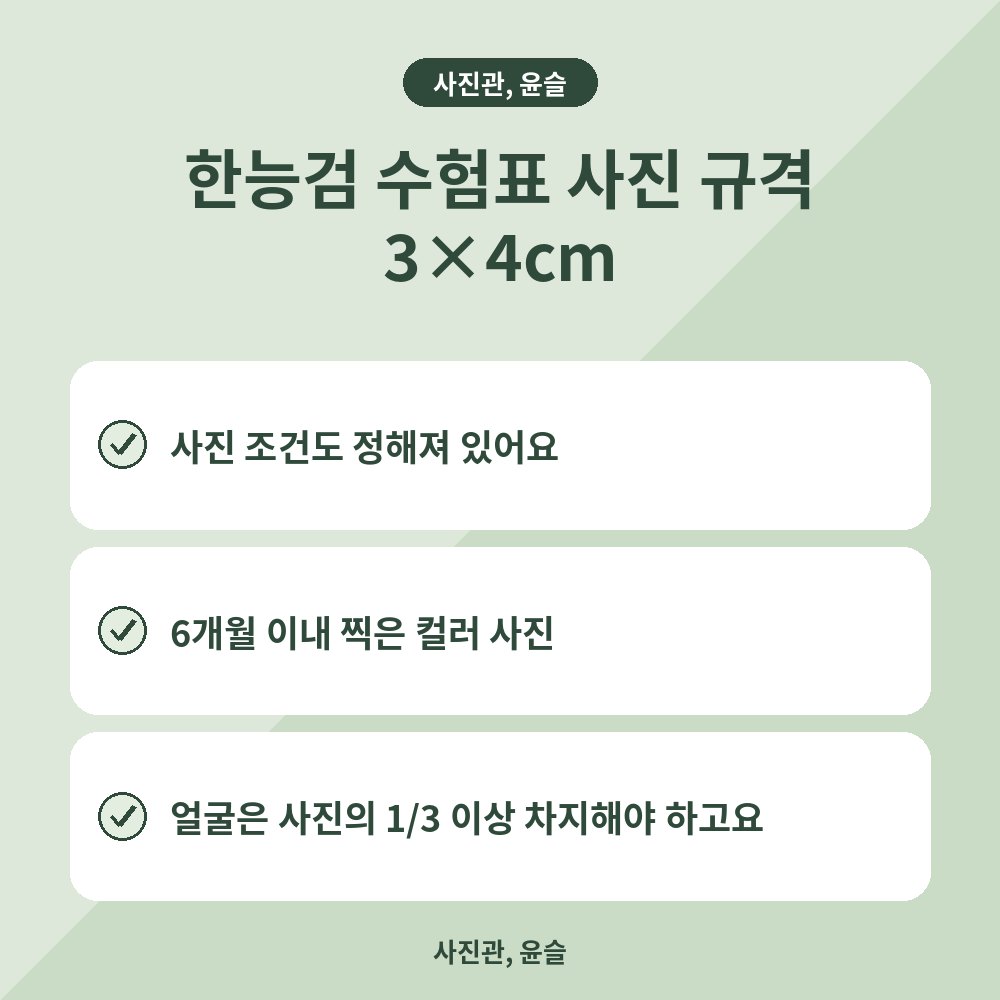 사진관, 윤슬
한능검 수험표 사진 규격
3×4cm
사진 조건도 정해져 있어요
6개월 이내 찍은 컬러 사진
얼굴은 사진의 1/3 이상 차지해야 하고요
사진관, 윤슬